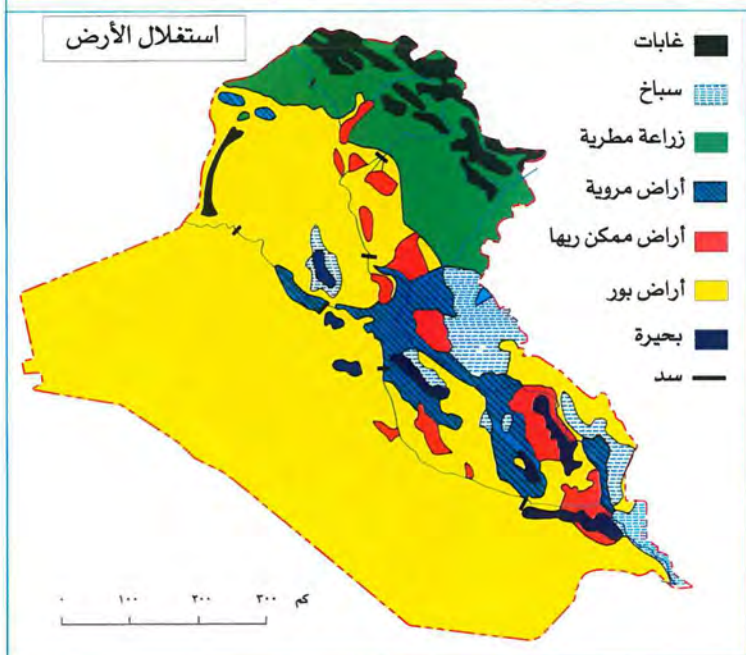 استغلال الأرض
غابات
سباخ
زراعة مطرية
أراض مروية
أراض ممكن ريها
أراض بور
بحيرة
سد
٠ ١٠٠ ٢٠٠ ٣٠٠ كم